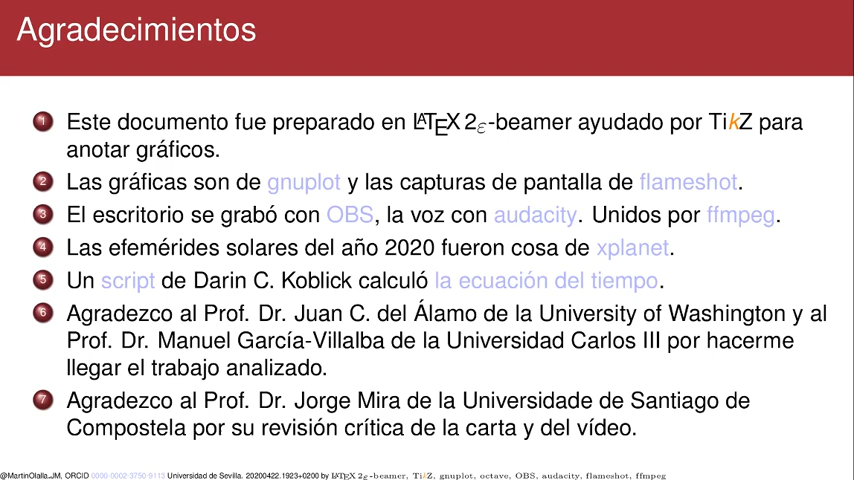 Agradecimientos
1 Este documento fue preparado en LATEX 2ε-beamer ayudado por TikZ para
anotar gráficos.
2 Las gráficas son de gnuplot y las capturas de pantalla de flameshot.
3 El escritorio se grabó con OBS, la voz con audacity. Unidos por ffmpeg.
4 Las efemérides solares del año 2020 fueron cosa de xplanet.
5 Un script de Darin C. Koblick calculó la ecuación del tiempo.
6 Agradezco al Prof. Dr. Juan C. del Álamo de la University of Washington y al
Prof. Dr. Manuel García-Villalba de la Universidad Carlos III por hacerme
llegar el trabajo analizado.
7 Agradezco al Prof. Dr. Jorge Mira de la Universidade de Santiago de
Compostela por su revisión crítica de la carta y del vídeo.
@MartinOlalla_JM, ORCID 0000-0002-3750-9113 Universidad de Sevilla. 20200422.1923+0200 by LATEX 2ε-beamer, TikZ, gnuplot, octave, OBS, audacity, flameshot, ffmpeg